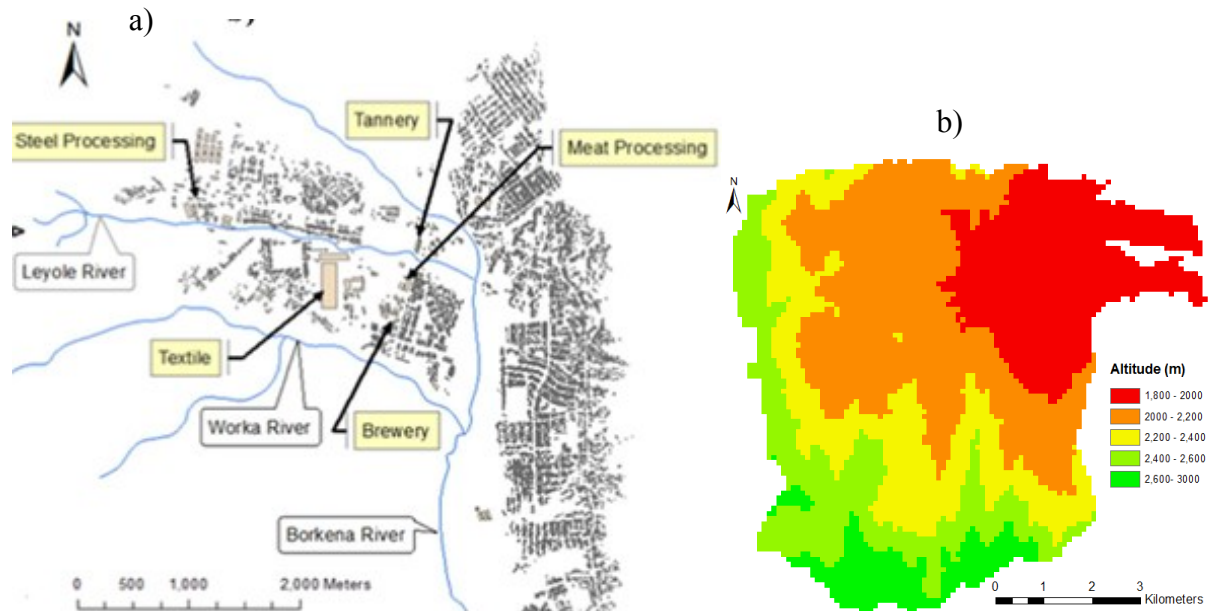 a)
N
Tannery
Steel Processing
Meat Processing
Leyole River
Textile
Worka River
Brewery
Borkena River
0 500 1,000 2,000 Meters
b)
N
Altitude (m)
1,800 - 2000
2000 - 2,200
2,200 - 2,400
2,400 - 2,600
2,600- 3000
0 1 2 3
Kilometers